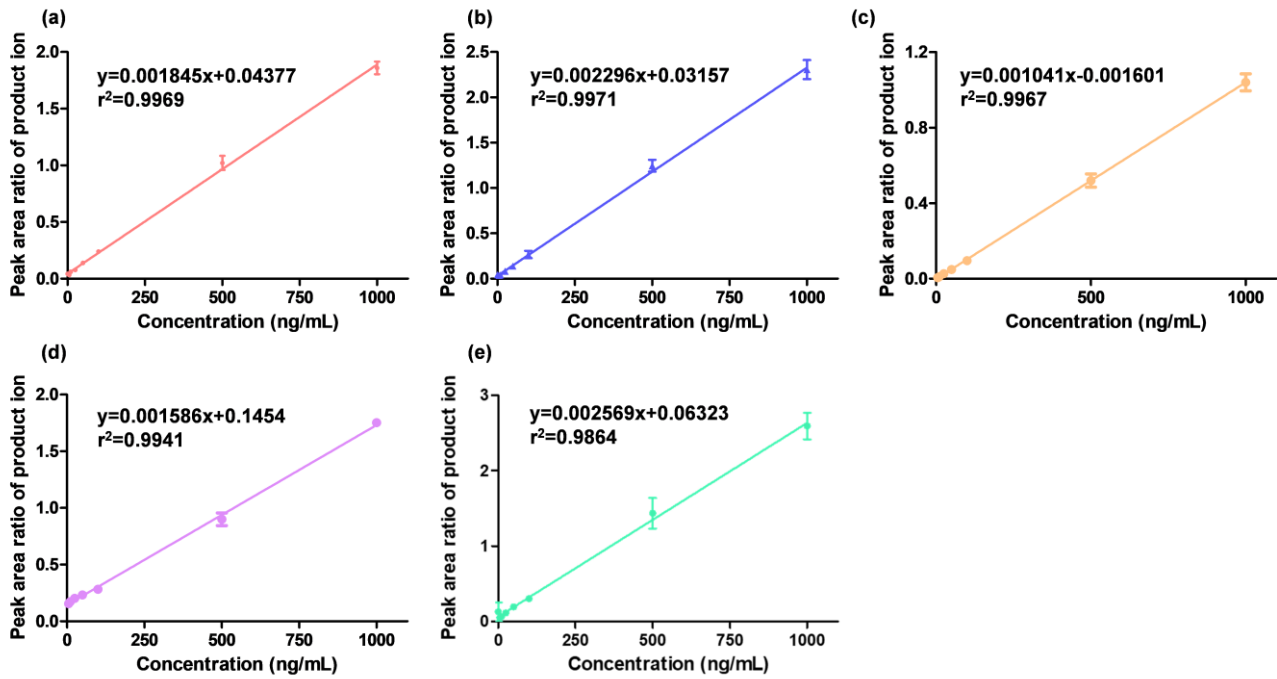 (a)
y=0.001845x+0.04377
r²=0.9969
Peak area ratio of product ion
2.0
1.5
1.0
0.5
0.0
0 250 500 750 1000
Concentration (ng/mL)
(b)
y=0.002296x+0.03157
r²=0.9971
Peak area ratio of product ion
2.5
2.0
1.5
1.0
0.5
0.0
0 250 500 750 1000
Concentration (ng/mL)
(c)
y=0.001041x-0.001601
r²=0.9967
Peak area ratio of product ion
1.2
0.8
0.4
0.0
0 500 1000
Concentration (ng/mL)
(d)
y=0.001586x+0.1454
r²=0.9941
Peak area ratio of product ion
2.0
1.5
1.0
0.5
0.0
0 250 500 750 1000
Concentration (ng/mL)
(e)
y=0.002569x+0.06323
r²=0.9864
Peak area ratio of product ion
3
2
1
0
0 250 500 750 1000
Concentration (ng/mL)